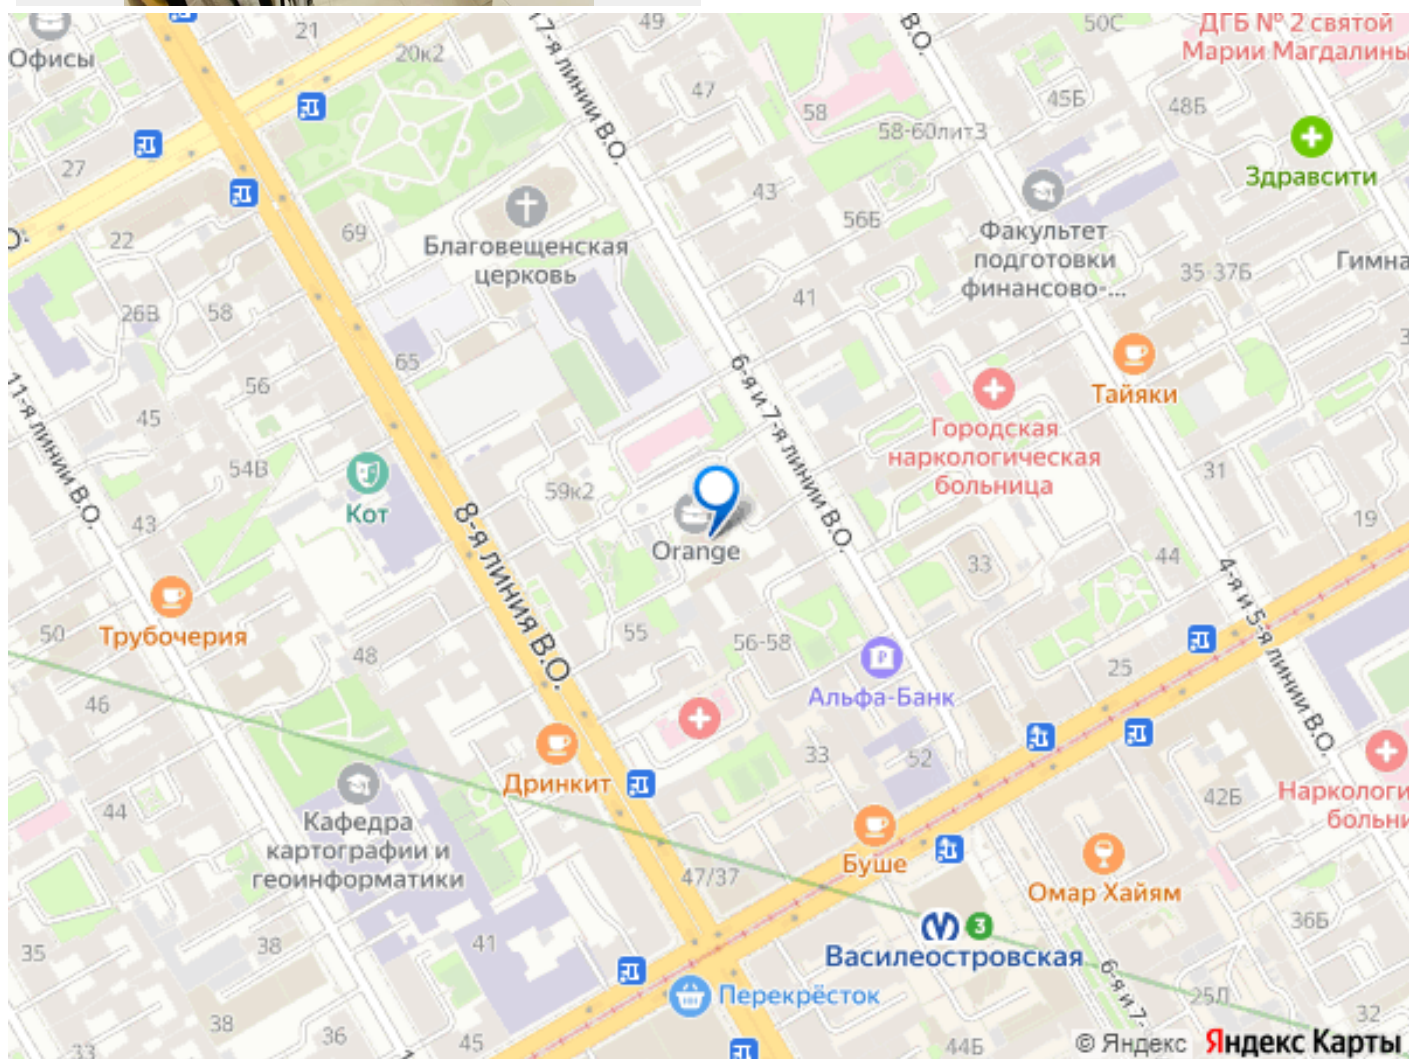 Офисы
21
20к2
49
17-я линии В.О.
В.О.
50С
ДГБ № 2 святой
Марии Магдалины
47
58
45Б
48Б
58-60лит3
Здравсити
27
43
56Б
Факультет
подготовки
финансово-...
35-37Б
Гимна
22
69
Благовещенская
церковь
26В
58
41
65
56
6-я и 7-я линии В.О.
Тайяки
11-я линии В.О.
45
Городская
наркологическая
больница
54В
59к2
31
Кот
43
8-я линия В.О.
Orange
19
33
44
4-я и 5-я линии В.О.
Трубочерия
50
55
56-58
48
25
Альфа-Банк
46
33
52
Дринкит
44
42Б
Наркологи
больни
Кафедра
картографии и
геоинформатики
Буше
47/37
Омар Хайям
36Б
3
Василеостровская
35
38
41
6-я и 7-
Перекрёсток
25Л
38
36
45
44Б
32
33
© Яндекс Яндекс Карты